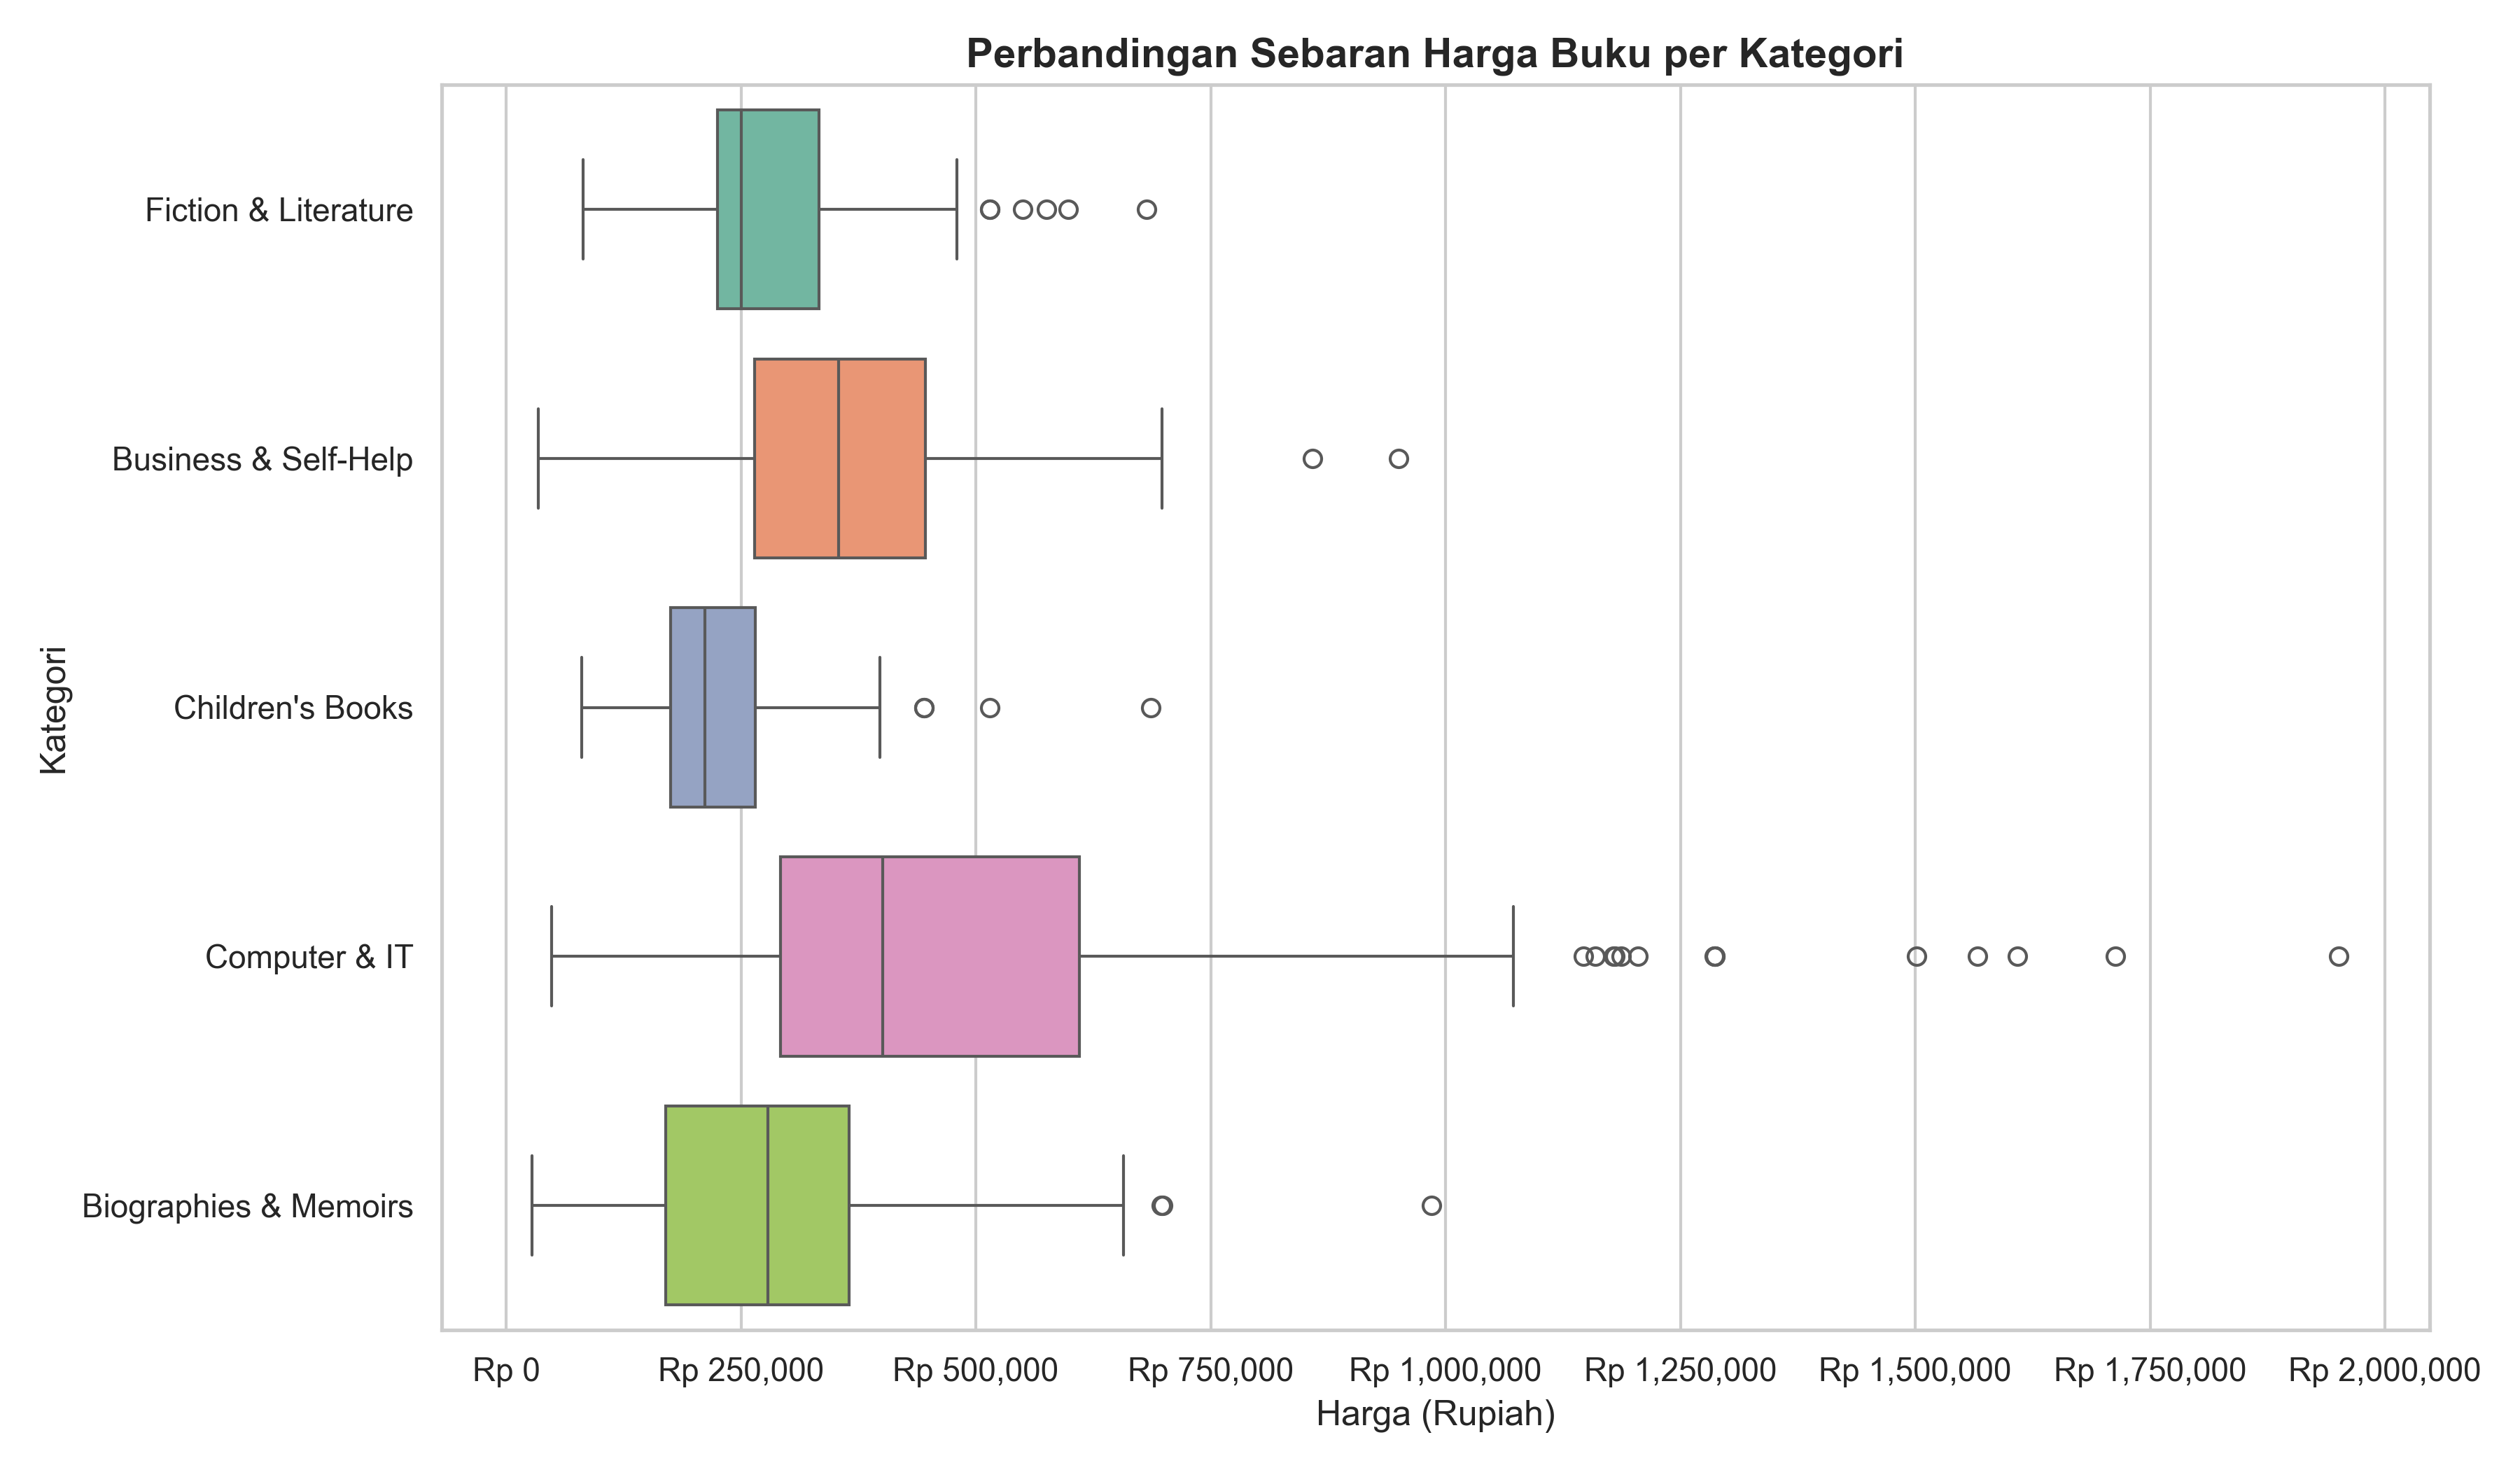 Perbandingan Sebaran Harga Buku per Kategori
Kategori
Fiction & Literature
Business & Self-Help
Children's Books
Computer & IT
Biographies & Memoirs
Rp 0 Rp 250,000 Rp 500,000 Rp 750,000 Rp 1,000,000 Rp 1,250,000 Rp 1,500,000 Rp 1,750,000 Rp 2,000,000
Harga (Rupiah)